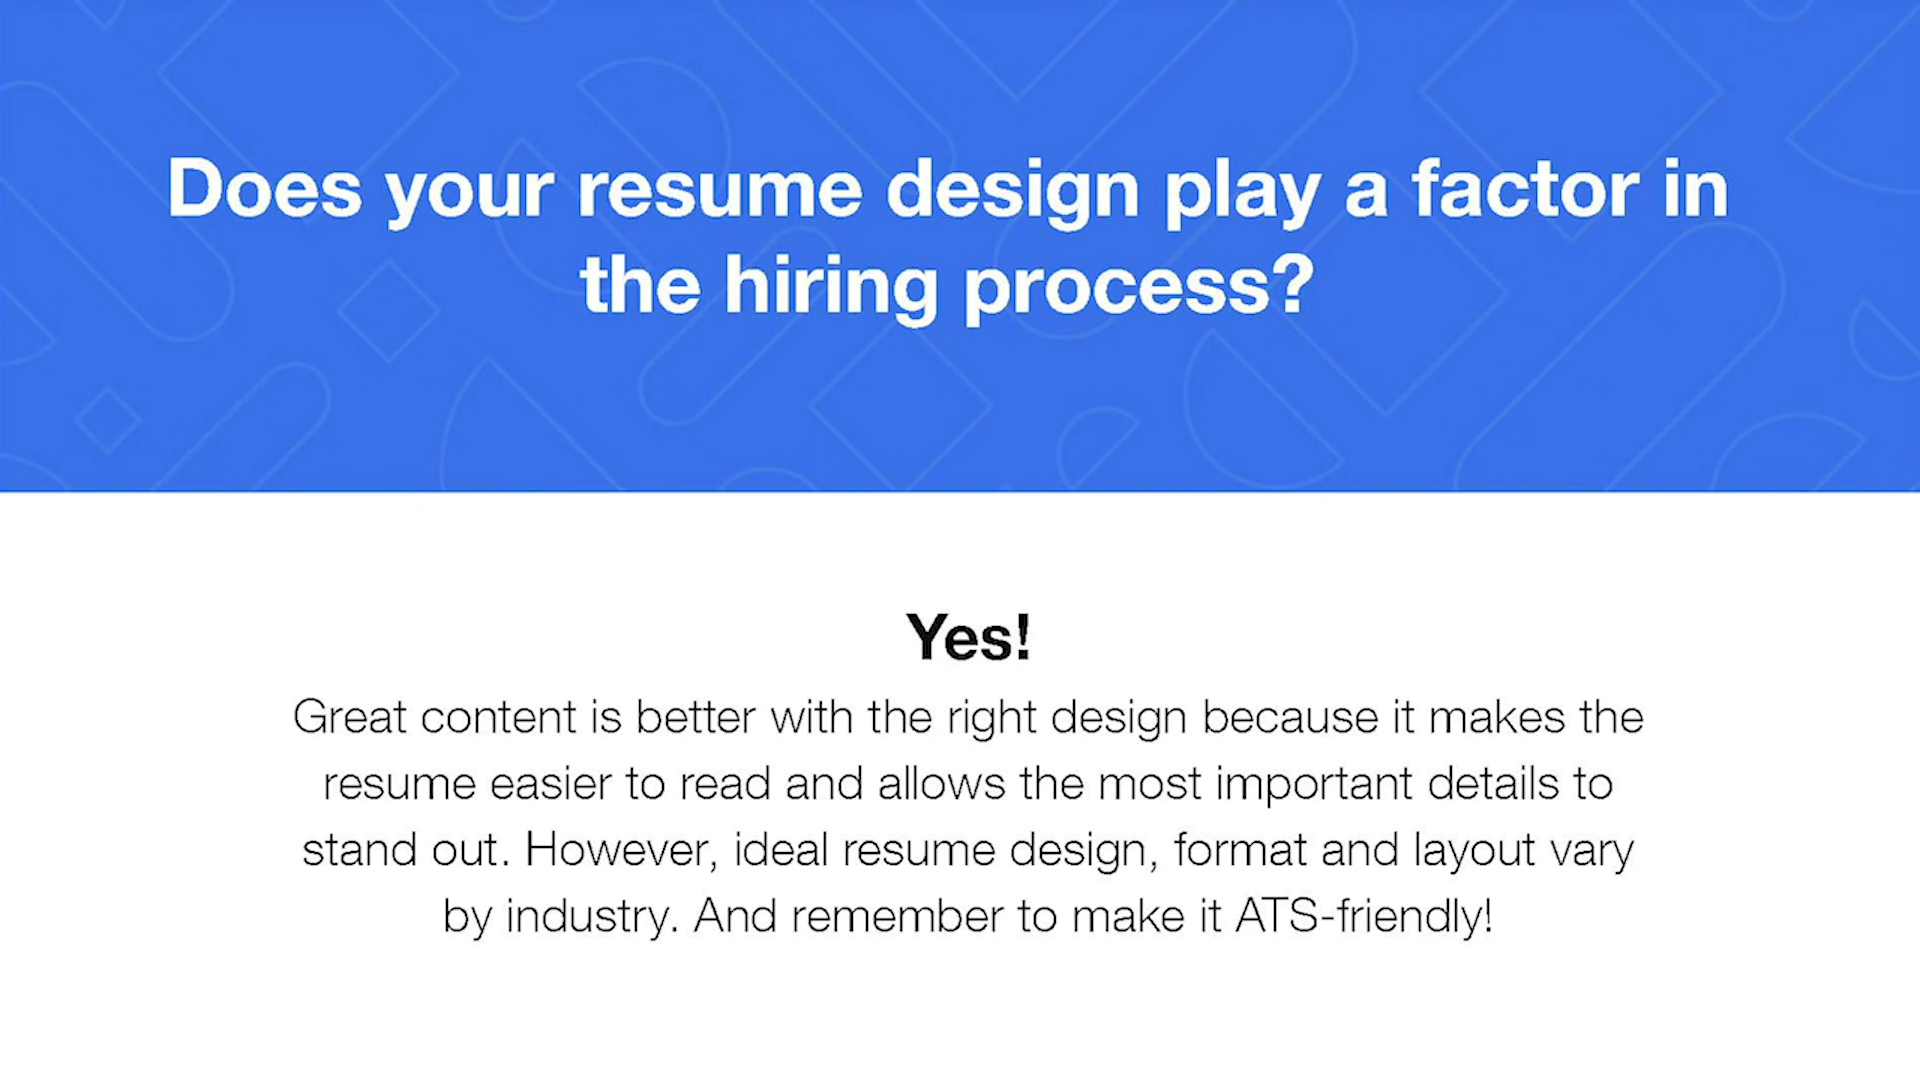 Does your resume design play a factor in
the hiring process?
Yes!
Great content is better with the right design because it makes the
resume easier to read and allows the most important details to
stand out. However, ideal resume design, format and layout vary
by industry. And remember to make it ATS-friendly!